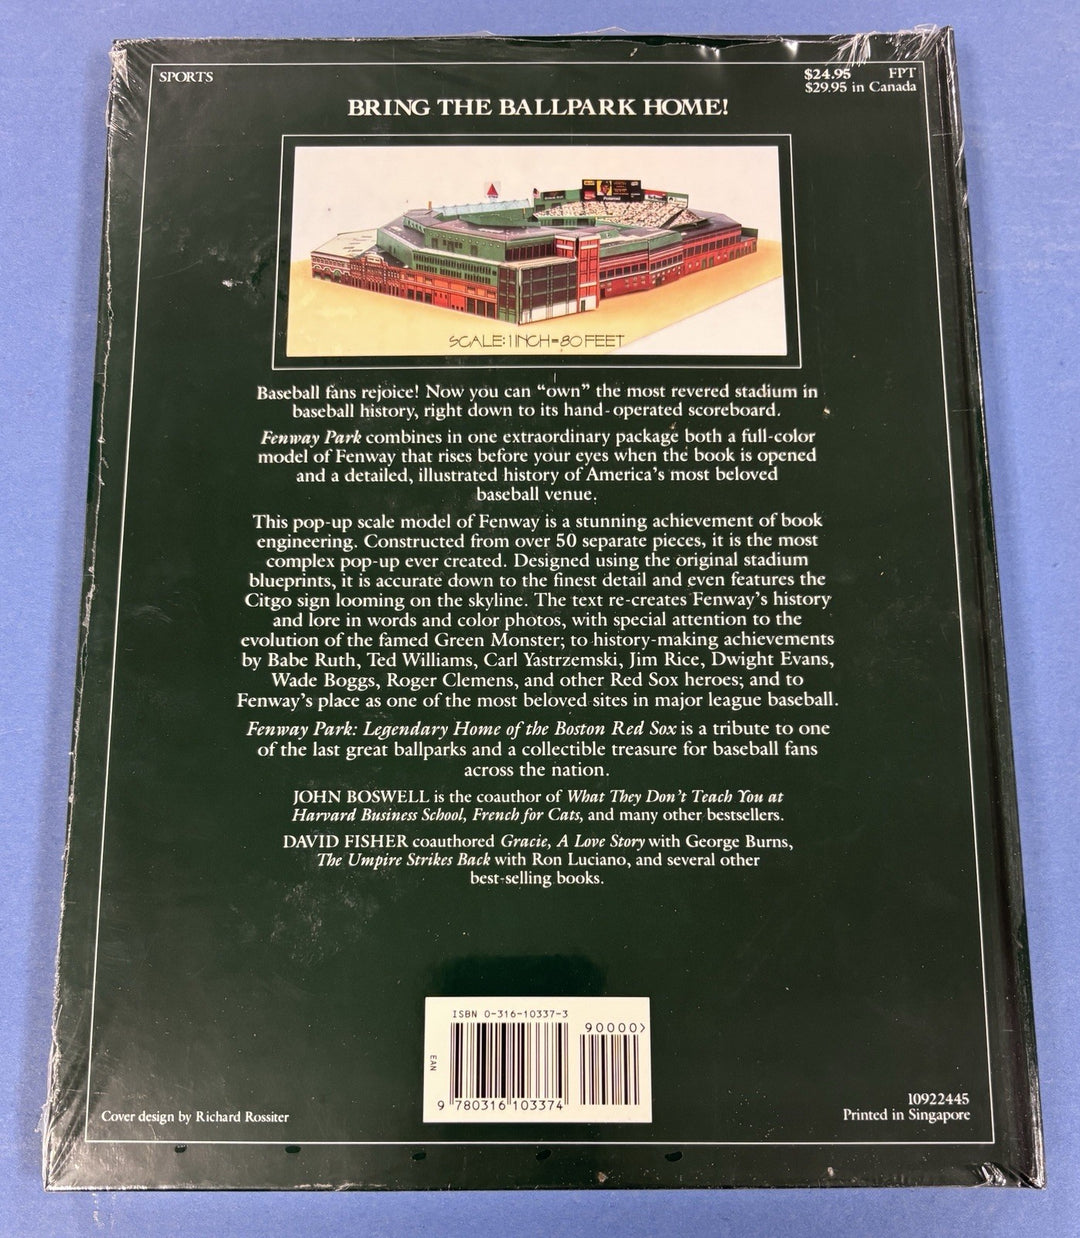 SPORTS
$24.95 FPT
$29.95 in Canada
BRING THE BALLPARK HOME!
Polaroid
SCALE: 1 INCH = 80 FEET
Baseball fans rejoice! Now you can “own” the most revered stadium in
baseball history, right down to its hand-operated scoreboard.
Fenway Park combines in one extraordinary package both a full-color
model of Fenway that rises before your eyes when the book is opened
and a detailed, illustrated history of America’s most beloved
baseball venue.
This pop-up scale model of Fenway is a stunning achievement of book
engineering. Constructed from over 50 separate pieces, it is the most
complex pop-up ever created. Designed using the original stadium
blueprints, it is accurate down to the finest detail and even features the
Citgo sign looming on the skyline. The text re-creates Fenway’s history
and lore in words and color photos, with special attention to the
evolution of the famed Green Monster; to history-making achievements
by Babe Ruth, Ted Williams, Carl Yastrzemski, Jim Rice, Dwight Evans,
Wade Boggs, Roger Clemens, and other Red Sox heroes; and to
Fenway’s place as one of the most beloved sites in major league baseball.
Fenway Park: Legendary Home of the Boston Red Sox is a tribute to one
of the last great ballparks and a collectible treasure for baseball fans
across the nation.
JOHN BOSWELL is the coauthor of What They Don’t Teach You at
Harvard Business School, French for Cats, and many other bestsellers.
DAVID FISHER coauthored Gracie, A Love Story with George Burns,
The Umpire Strikes Back with Ron Luciano, and several other
best-selling books.
ISBN 0-316-10337-3
90000>
EAN
9 780316 103374
Cover design by Richard Rossiter
10922445
Printed in Singapore